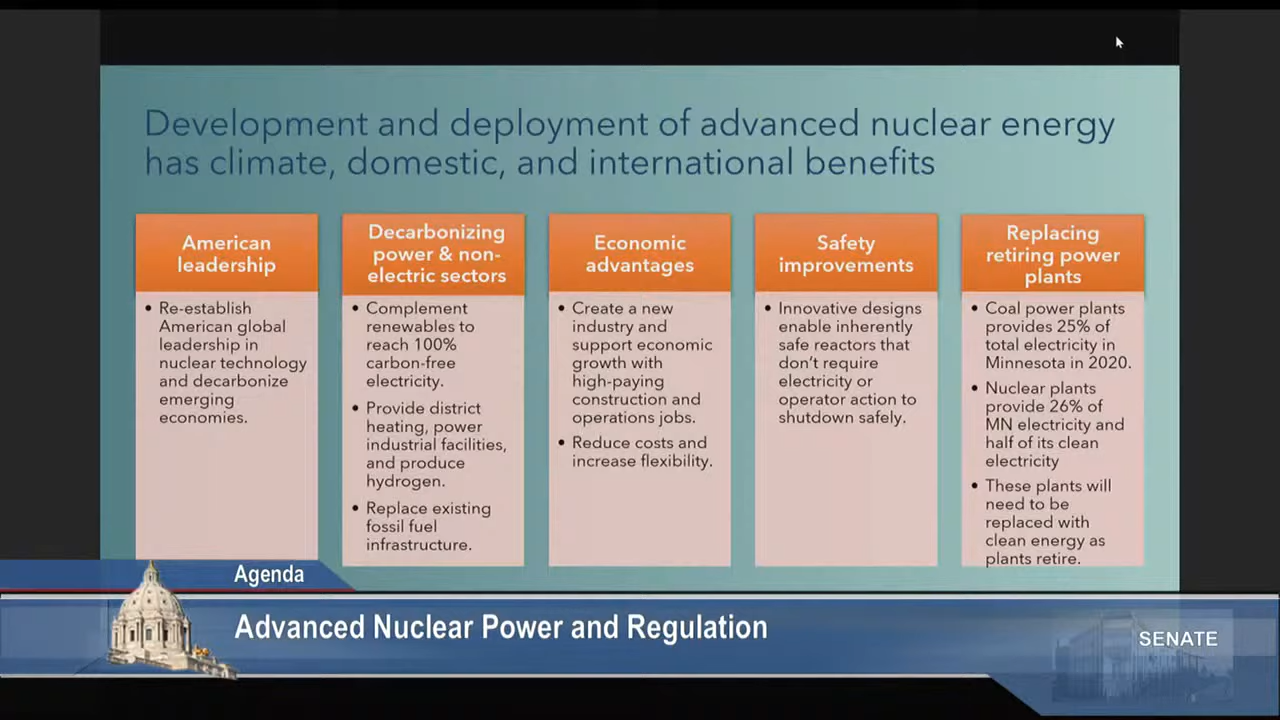 Development and deployment of advanced nuclear energy
has climate, domestic, and international benefits
American
leadership
• Re-establish
American global
leadership in
nuclear technology
and decarbonize
emerging
economies.
Decarbonizing
power & non-
electric sectors
• Complement
renewables to
reach 100%
carbon-free
electricity.
• Provide district
heating, power
industrial facilities,
and produce
hydrogen.
• Replace existing
fossil fuel
infrastructure.
Economic
advantages
• Create a new
industry and
support economic
growth with
high-paying
construction and
operations jobs.
• Reduce costs and
increase flexibility.
Safety
improvements
• Innovative designs
enable inherently
safe reactors that
don't require
electricity or
operator action to
shutdown safely.
Replacing
retiring power
plants
• Coal power plants
provides 25% of
total electricity in
Minnesota in 2020.
• Nuclear plants
provide 26% of
MN electricity and
half of its clean
electricity
• These plants will
need to be
replaced with
clean energy as
plants retire.
Agenda
Advanced Nuclear Power and Regulation
SENATE